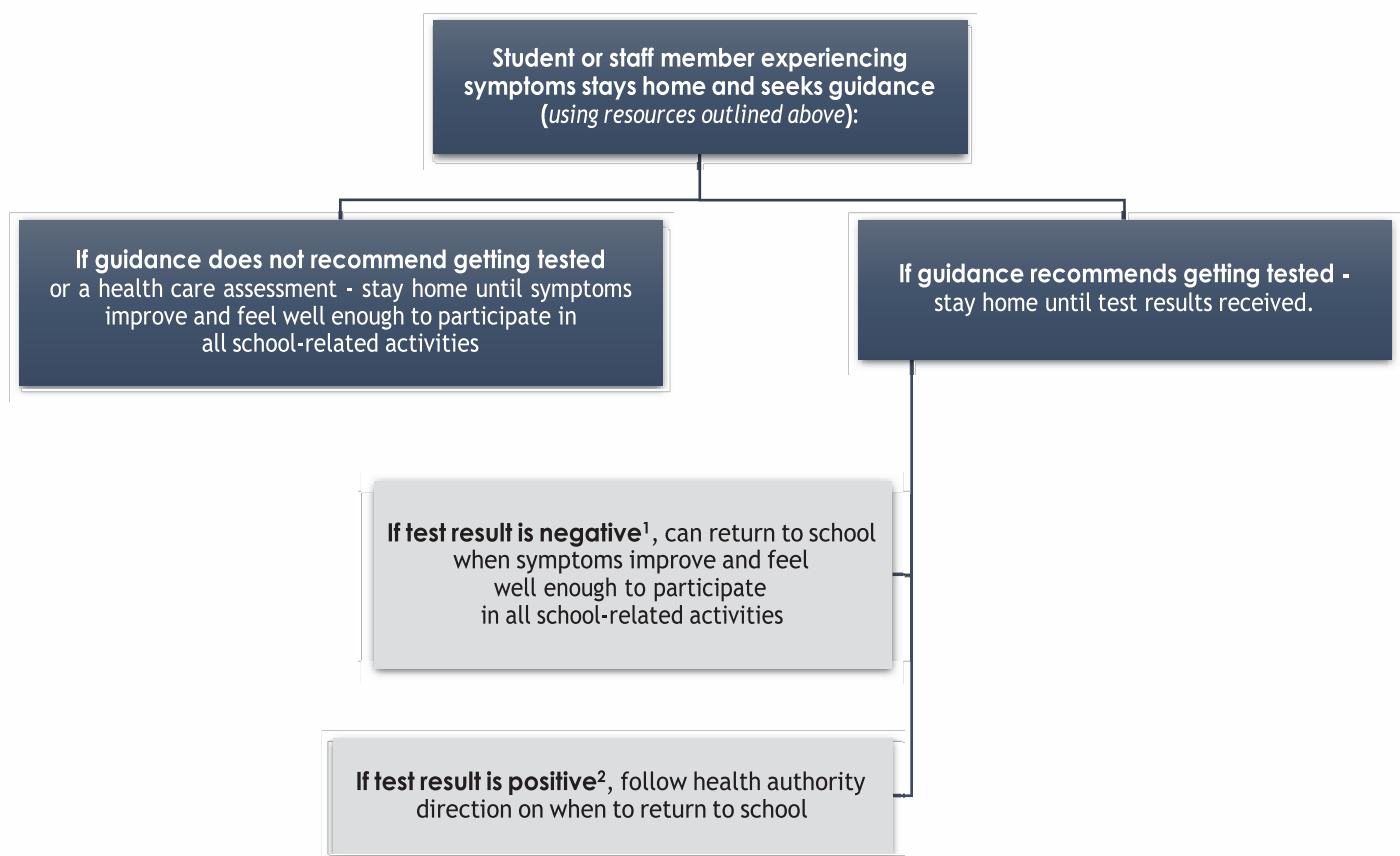 Student or staff member experiencing
symptoms stays home and seeks guidance
(using resources outlined above):
If guidance does not recommend getting tested
or a health care assessment - stay home until symptoms
improve and feel well enough to participate in
all school-related activities
If guidance recommends getting tested -
stay home until test results received.
If test result is negative¹, can return to school
when symptoms improve and feel
well enough to participate
in all school-related activities
If test result is positive², follow health authority
direction on when to return to school